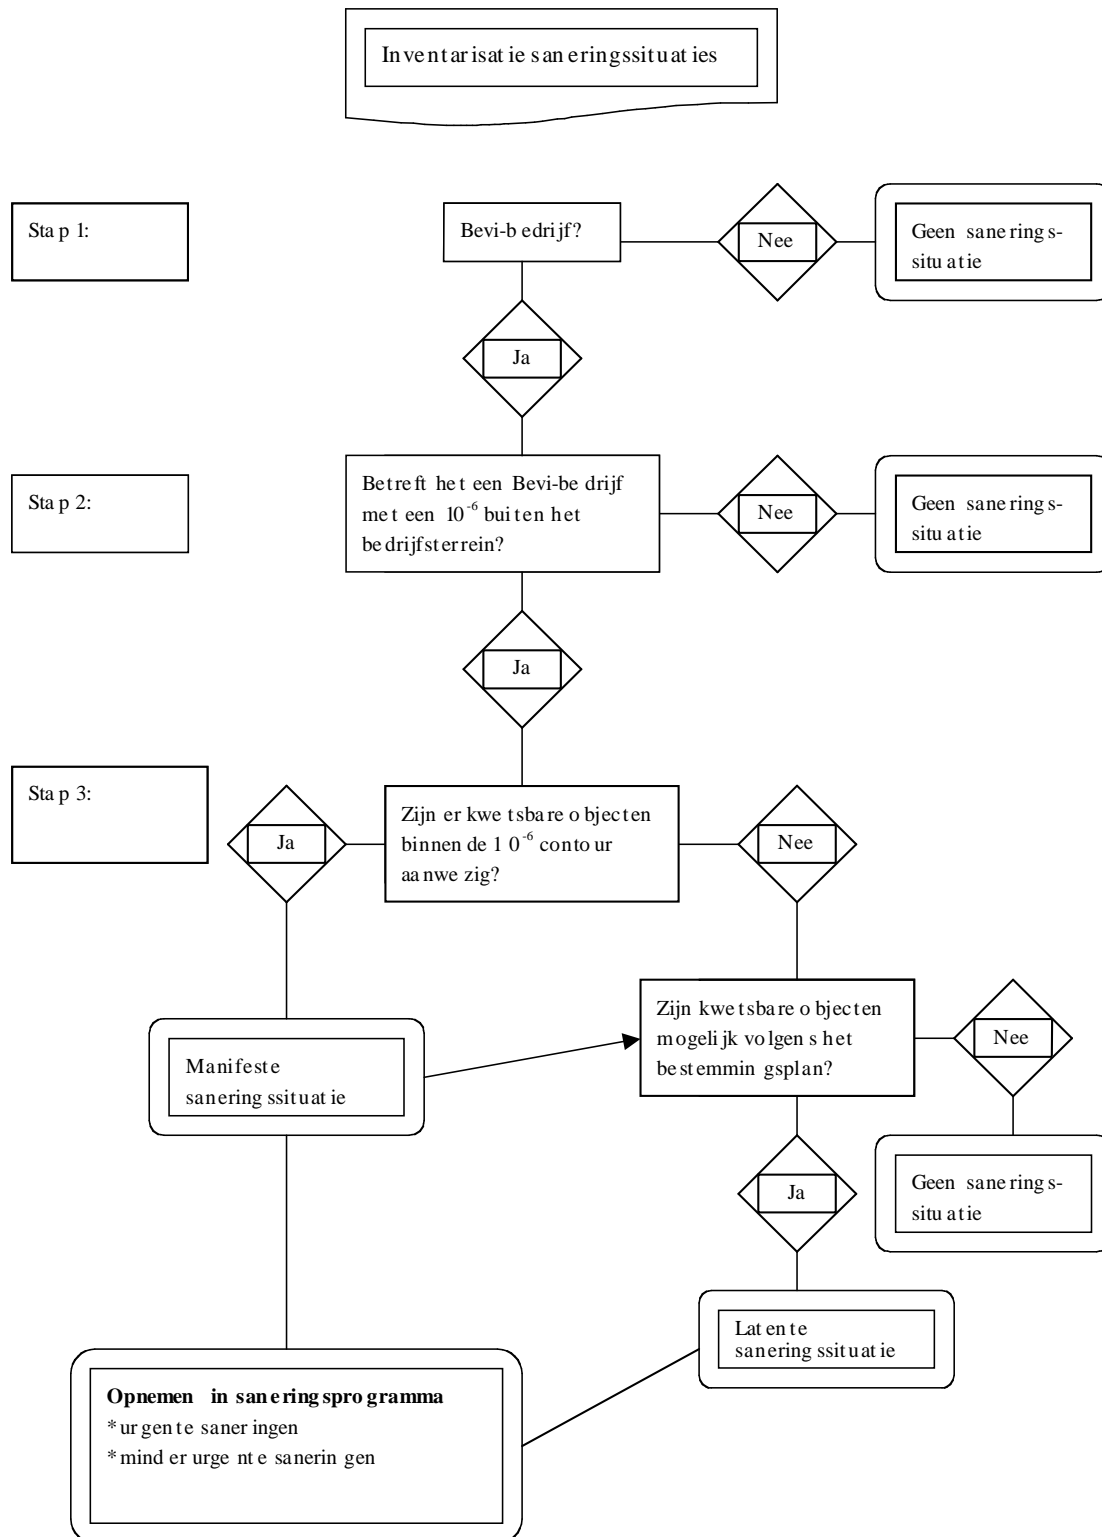 Inventarisatie saneringssituaties
Stap 1:
Bevi-bedrijf?
Nee
Geen sanerings-
situatie
Ja
Stap 2:
Betreft het een Bevi-bedrijf
met een 10⁻⁶ buiten het
bedrijfsterrein?
Nee
Geen sanerings-
situatie
Ja
Stap 3:
Ja
Zijn er kwetsbare objecten
binnen de 10⁻⁶ contour
aanwezig?
Nee
Zijn kwetsbare objecten
mogelijk volgens het
bestemmingsplan?
Nee
Manifeste
saneringssituatie
Ja
Geen sanerings-
situatie
Latente
saneringssituatie
Opnemen in saneringsprogramma
*urgente saneringen
*minder urgente saneringen